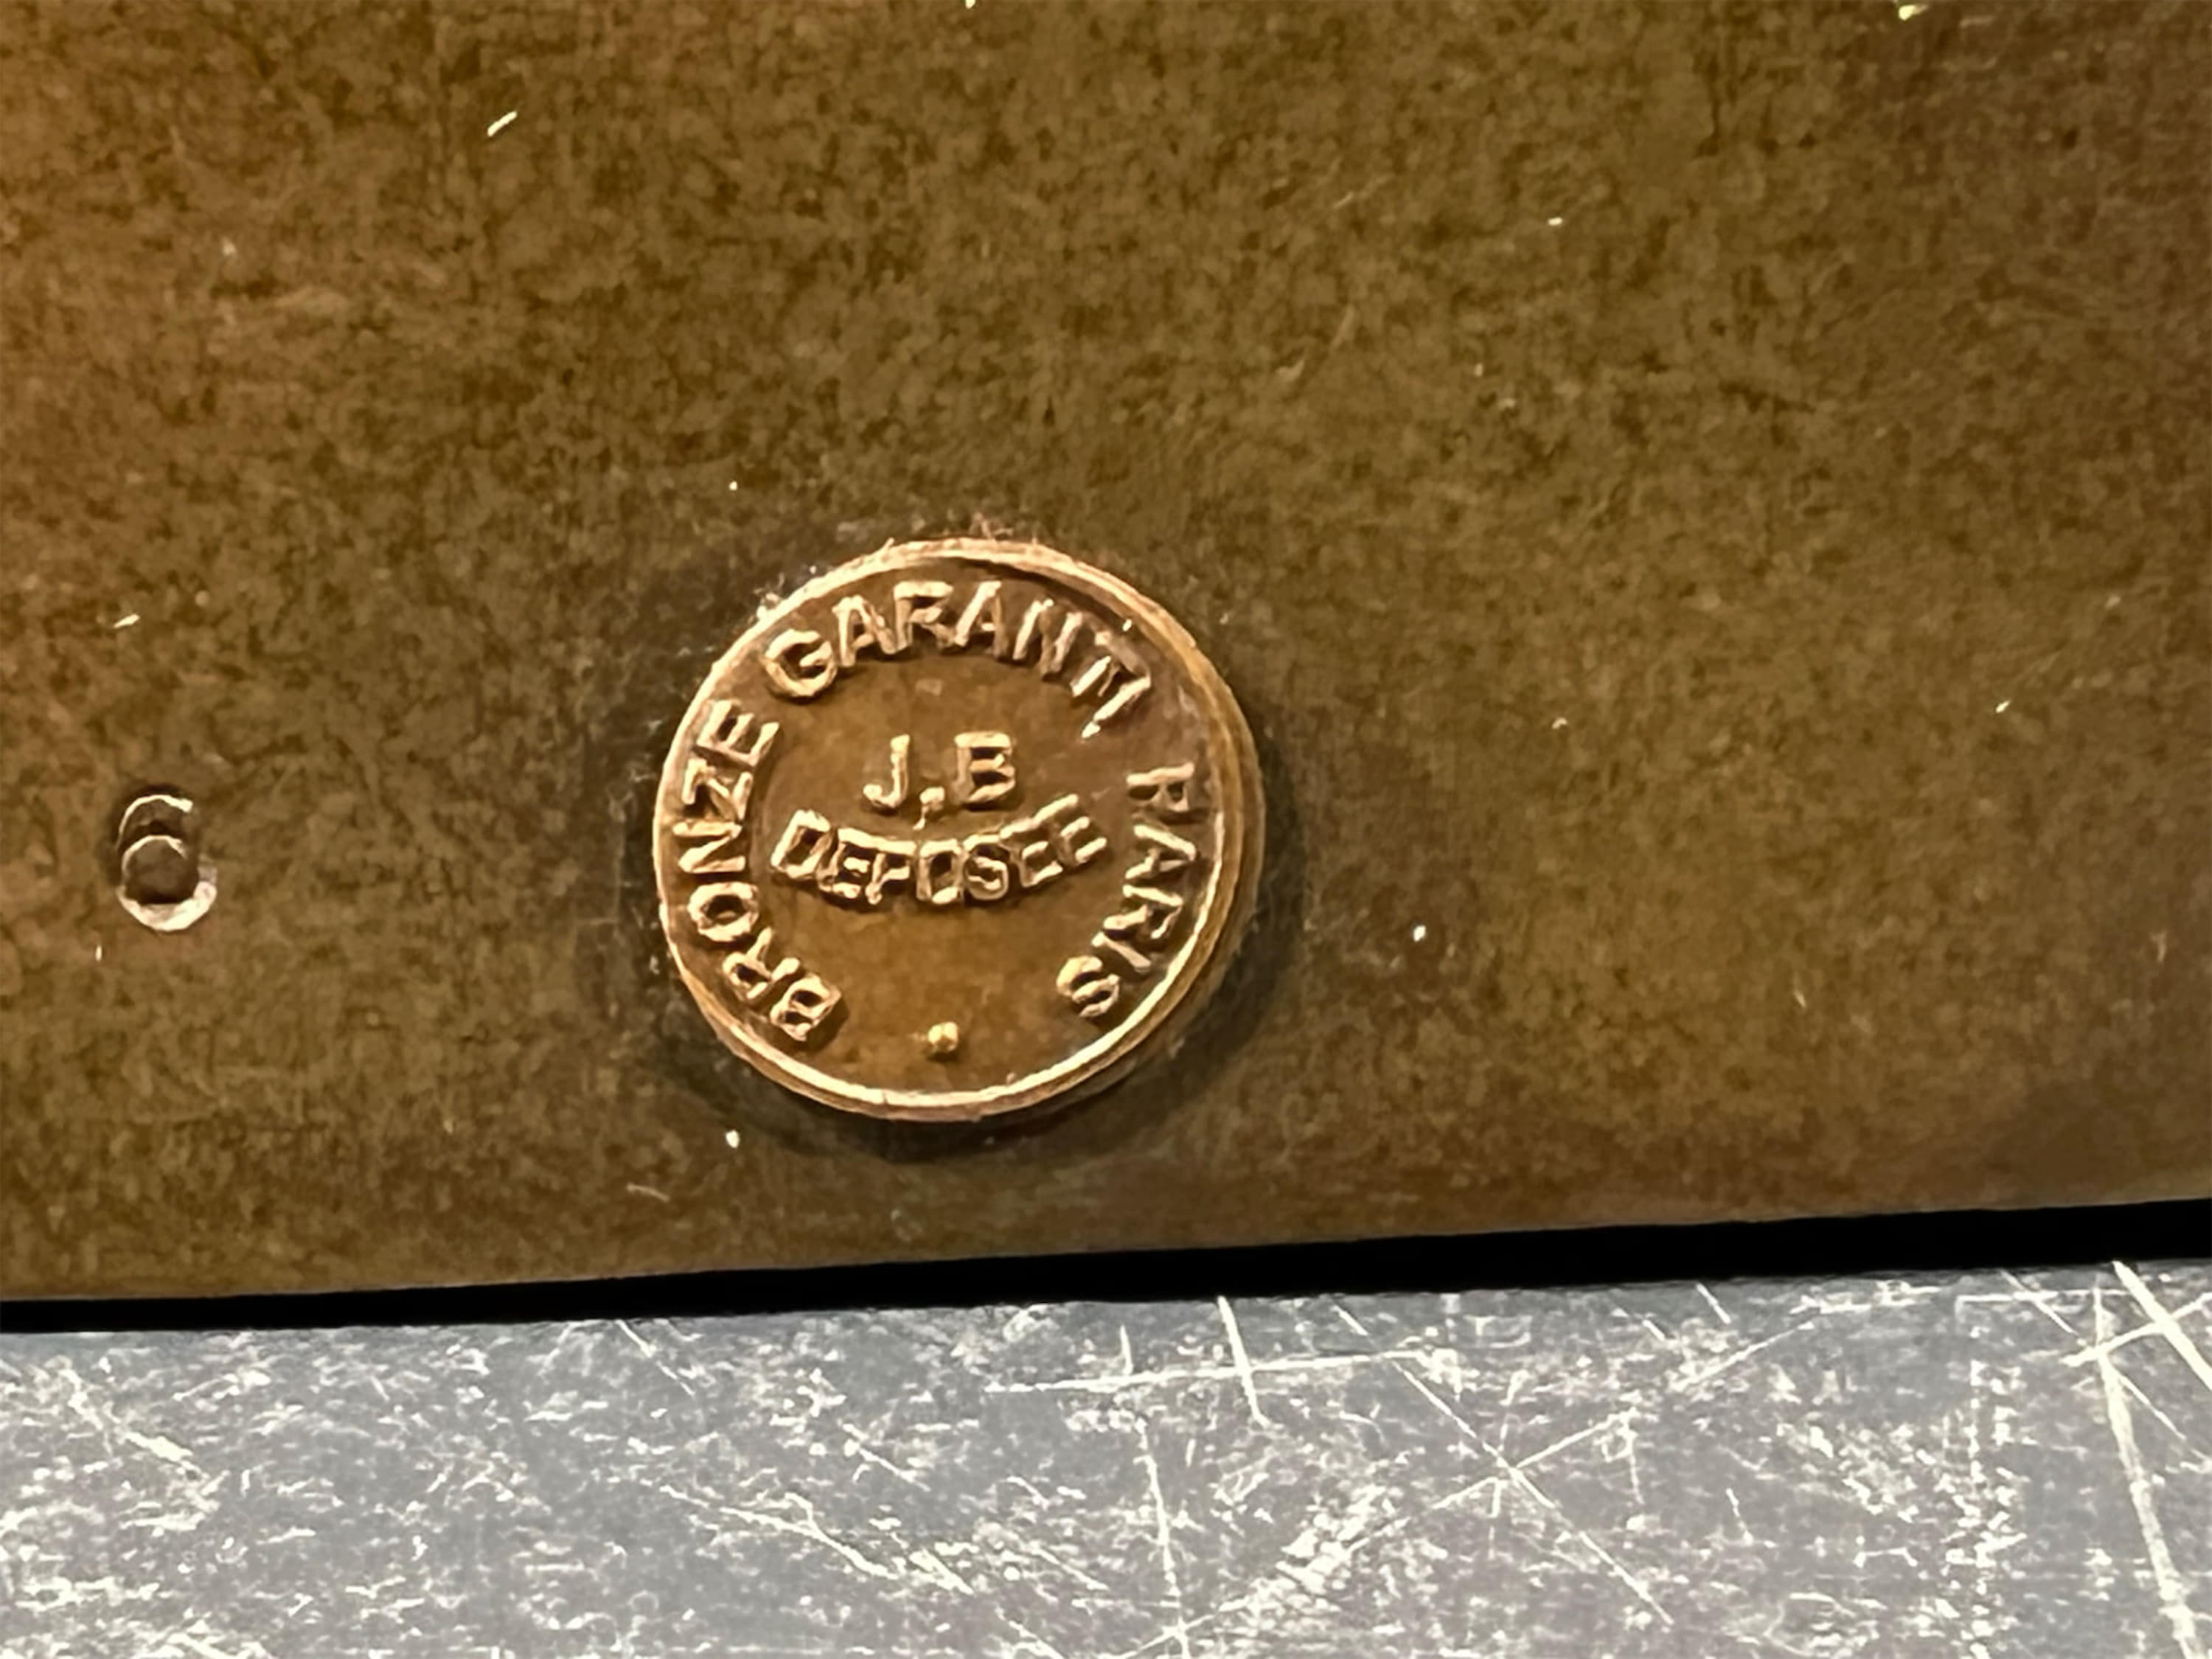 6
BRONZE GARANTI PARIS
J.B
DEPOSEE